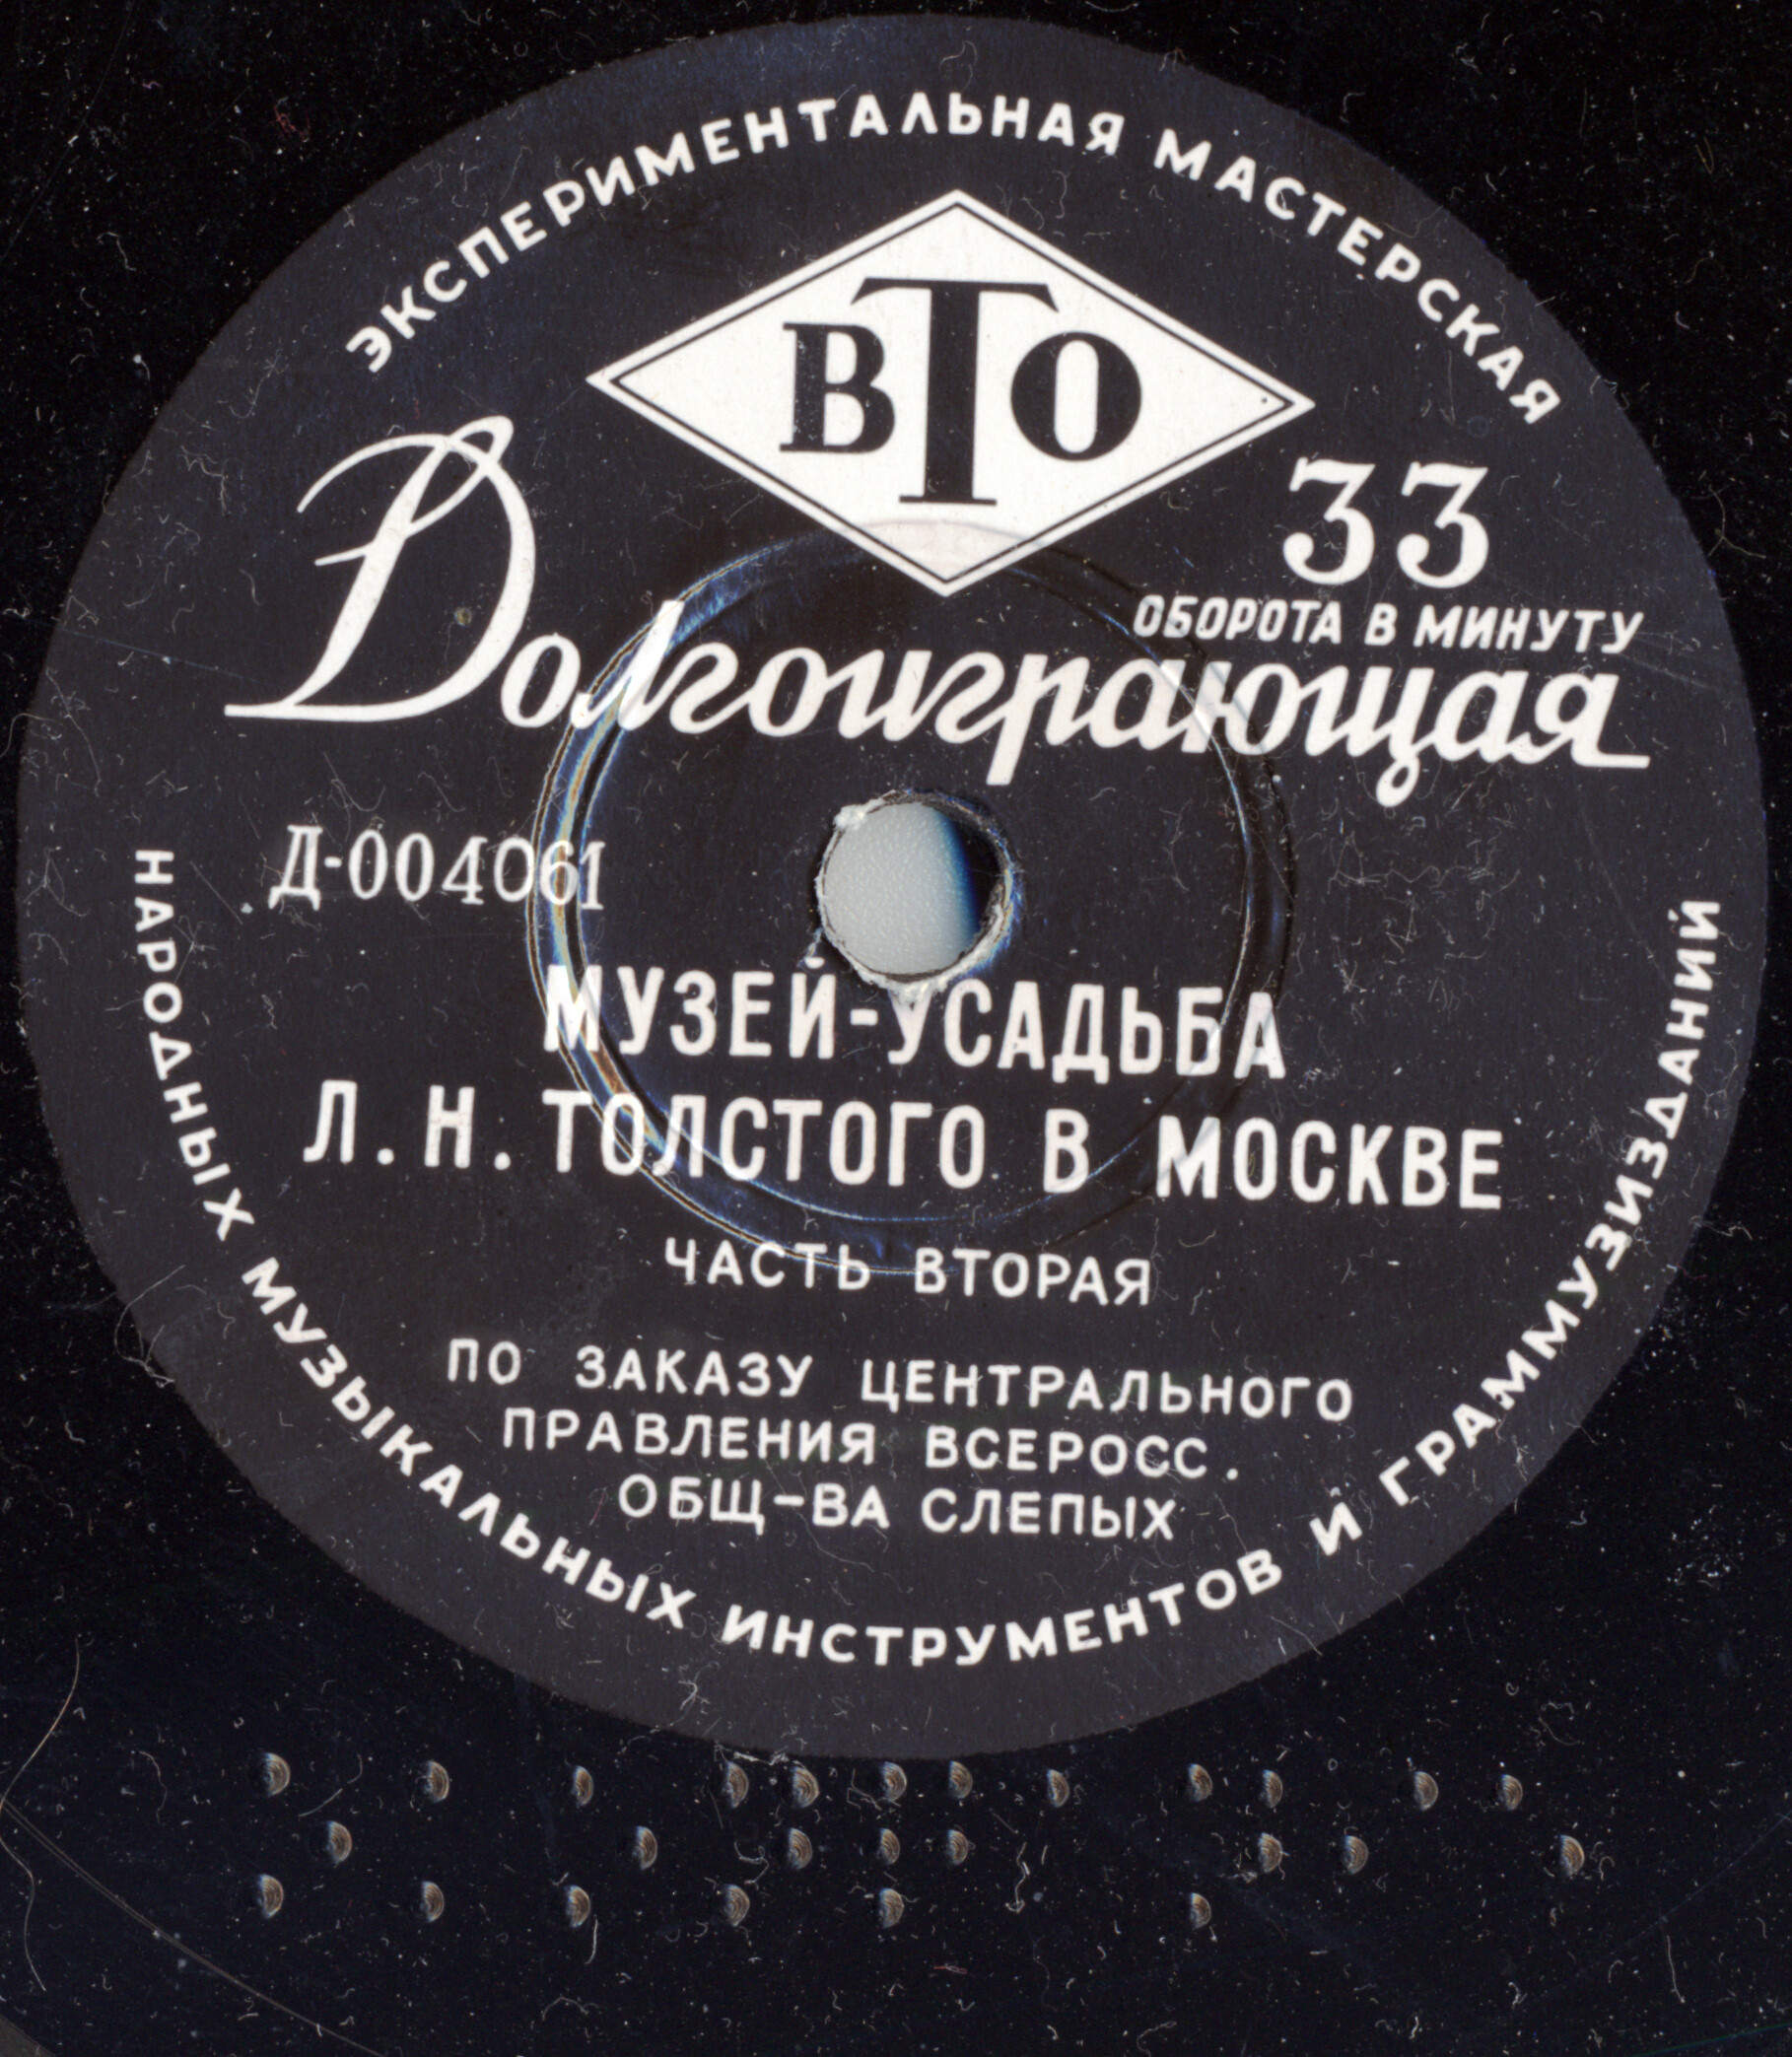 ЭКСПЕРИМЕНТАЛЬНАЯ МАСТЕРСКАЯ
ВТО
33
ОБОРОТА В МИНУТУ
Долгоиграющая
Д-004061
МУЗЕЙ-УСАДЬБА
Л. Н. ТОЛСТОГО В МОСКВЕ
ЧАСТЬ ВТОРАЯ
ПО ЗАКАЗУ ЦЕНТРАЛЬНОГО
ПРАВЛЕНИЯ ВСЕРОСС.
ОБЩ-ВА СЛЕПЫХ
НАРОДНЫХ МУЗЫКАЛЬНЫХ ИНСТРУМЕНТОВ И ГРАММУЗИЗДАНИЙ